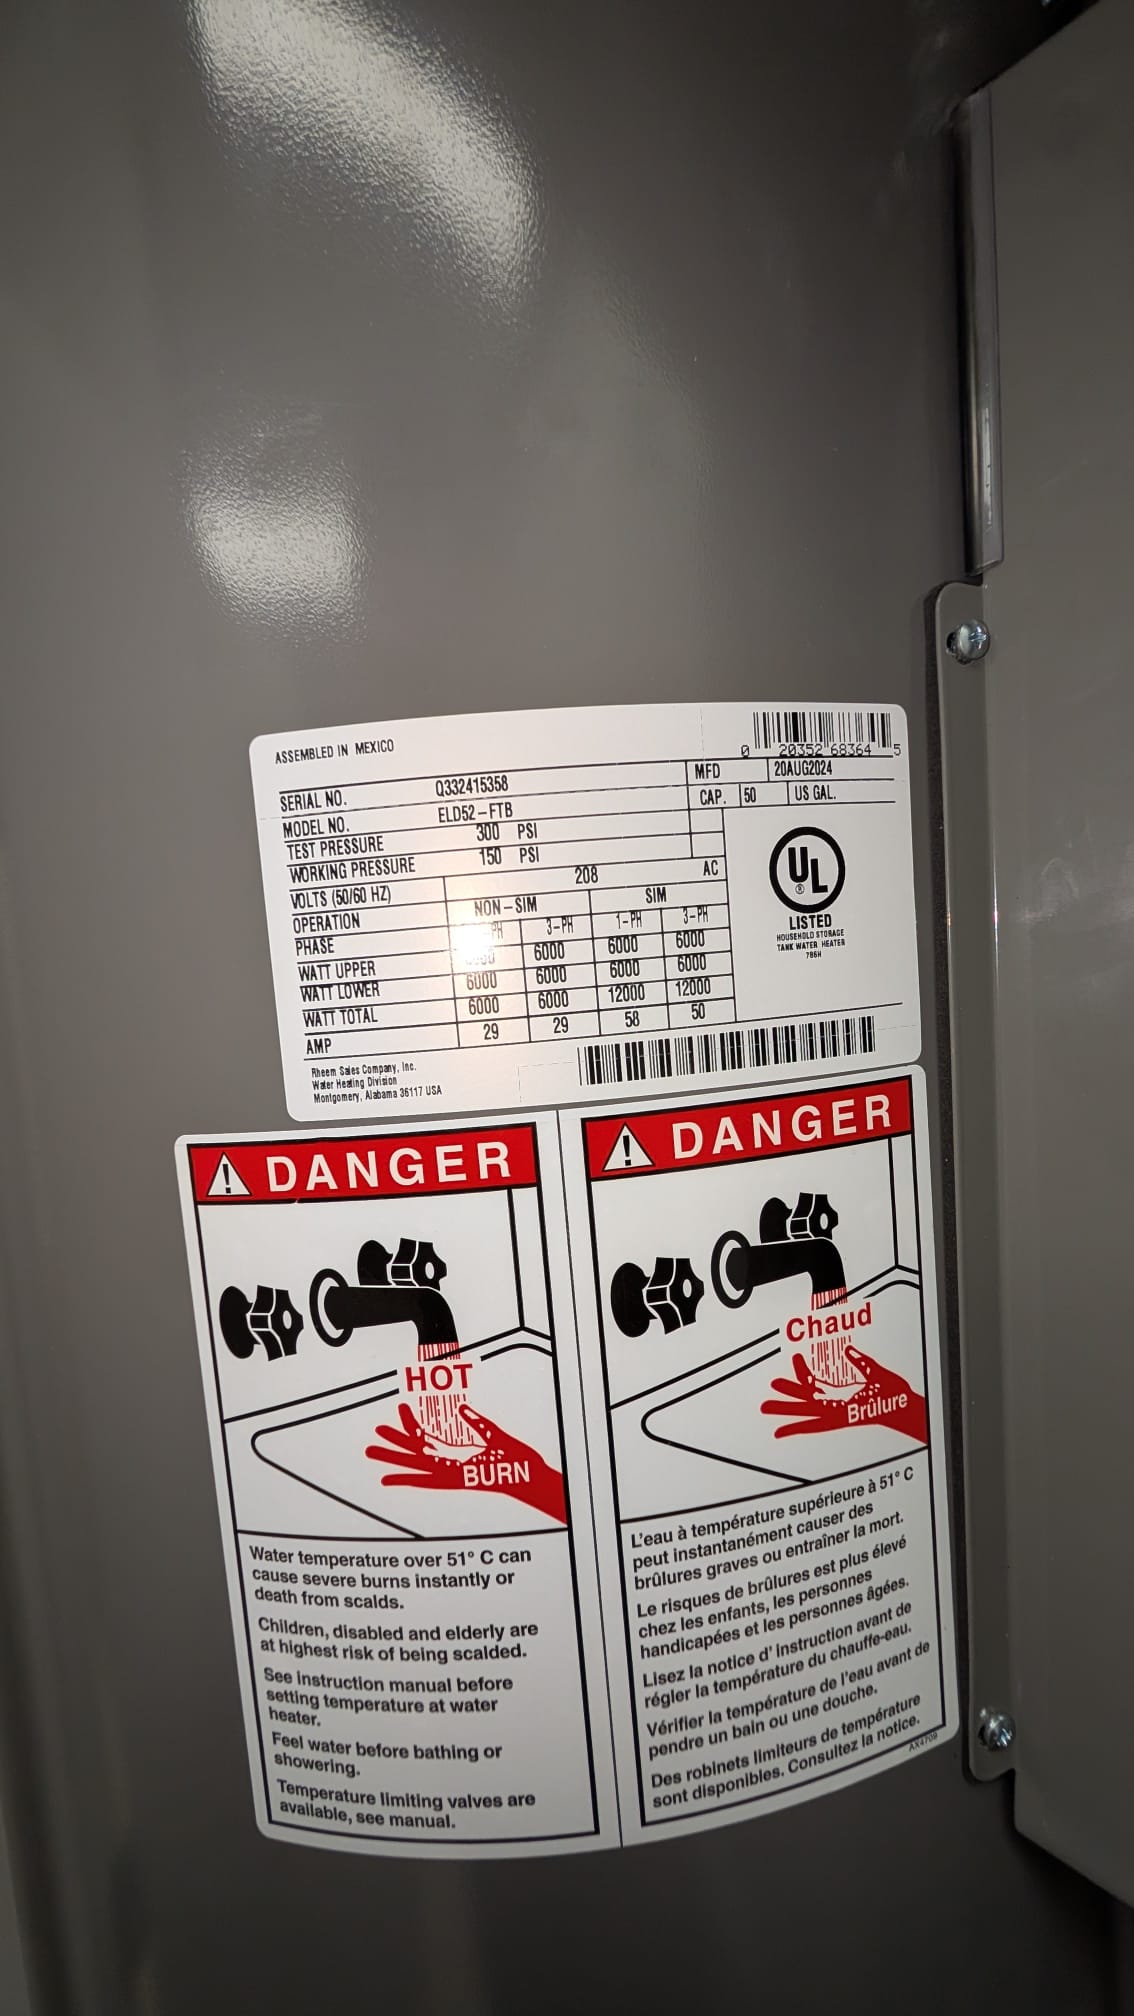 ASSEMBLED IN MEXICO
0 20352 68364 5
SERIAL NO. Q332415358 MFD 20AUG2024
MODEL NO. ELD52-FTB CAP. 50 US GAL.
TEST PRESSURE 300 PSI
WORKING PRESSURE 150 PSI
VOLTS (50/60 HZ) 208 AC
OPERATION NON-SIM SIM
PHASE 3-PH 1-PH 3-PH
WATT UPPER 6000 6000 6000
WATT LOWER 6000 6000 6000 6000
WATT TOTAL 6000 6000 12000 12000
AMP 29 29 58 50
UL
®
LISTED
HOUSEHOLD STORAGE
TANK WATER HEATER
786H
Rheem Sales Company, Inc.
Water Heating Division
Montgomery, Alabama 36117 USA
DANGER
HOT
BURN
Water temperature over 51° C can
cause severe burns instantly or
death from scalds.
Children, disabled and elderly are
at highest risk of being scalded.
See instruction manual before
setting temperature at water
heater.
Feel water before bathing or
showering.
Temperature limiting valves are
available, see manual.
DANGER
Chaud
Brûlure
L'eau à température supérieure à 51° C
peut instantanément causer des
brûlures graves ou entraîner la mort.
Le risques de brûlures est plus élevé
chez les enfants, les personnes
handicapées et les personnes âgées.
Lisez la notice d' instruction avant de
régler la température du chauffe-eau.
Vérifier la température de l'eau avant de
pendre un bain ou une douche.
Des robinets limiteurs de température
sont disponibles. Consultez la notice.
AX4709